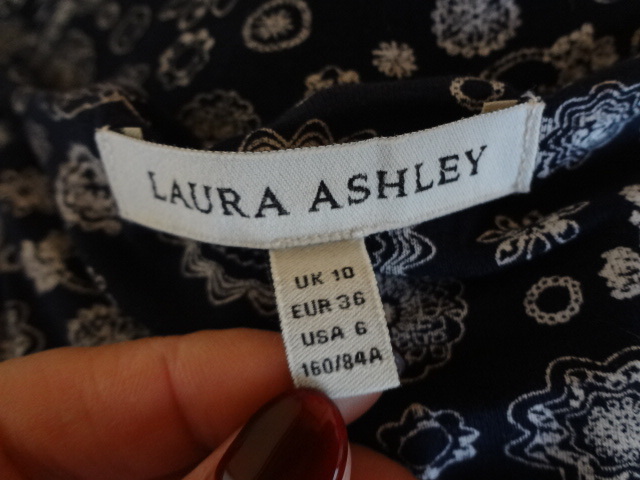 LAURA ASHLEY
UK 10
EUR 36
USA 6
160/84A